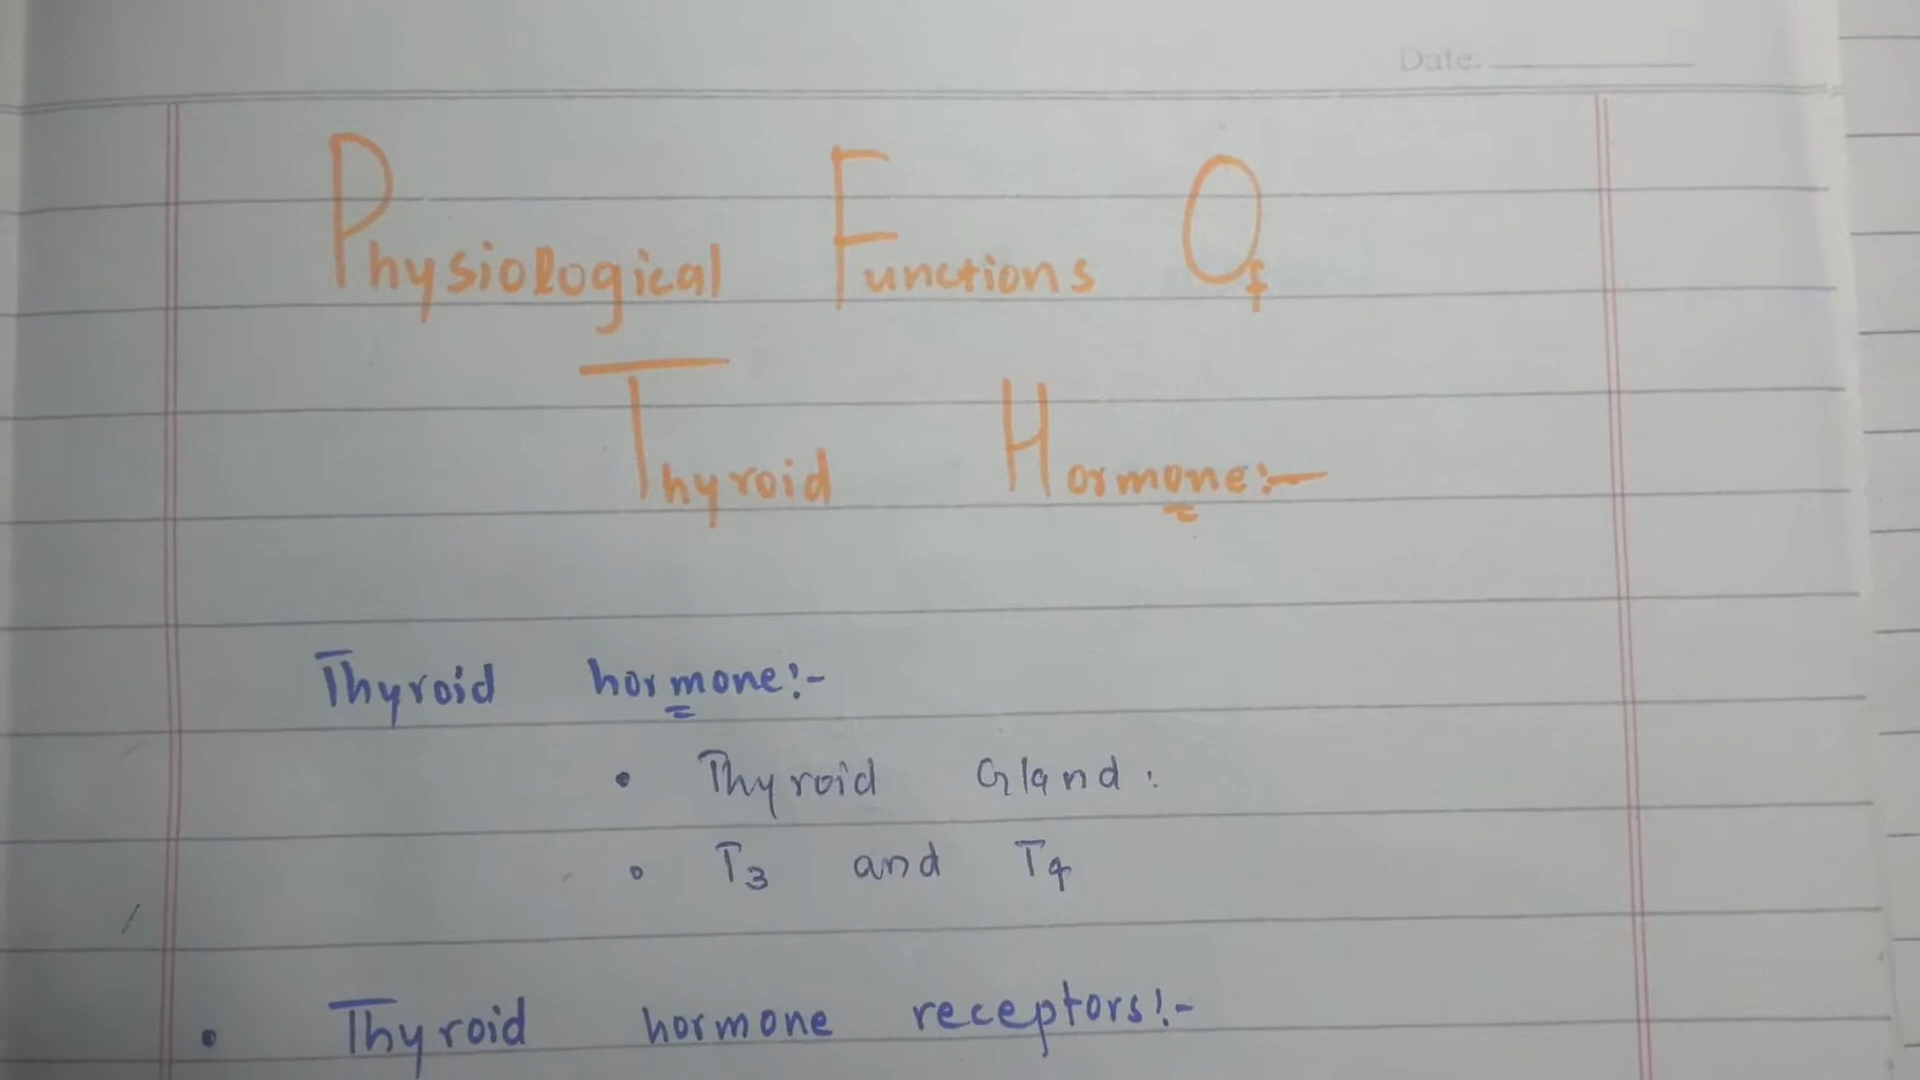 Date:
Physiological Functions Of
Thyroid Hormone:-
Thyroid hormone:-
• Thyroid Gland:
• T3 and T4
• Thyroid hormone receptors:-